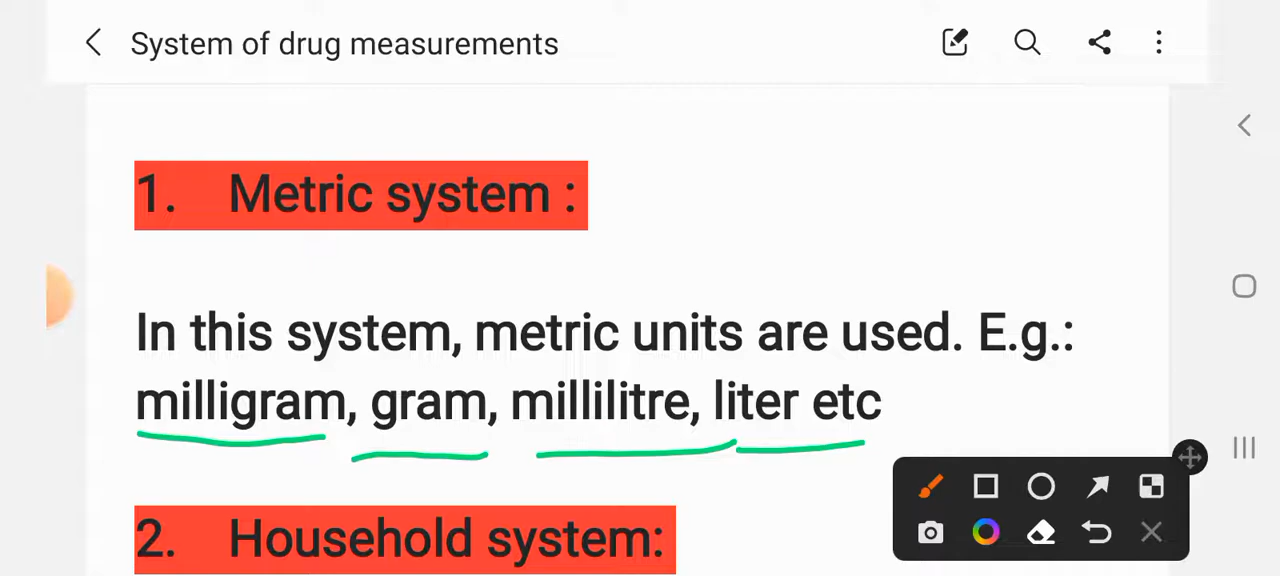 System of drug measurements
1. Metric system :
In this system, metric units are used. E.g.:
milligram, gram, millilitre, liter etc
2. Household system: